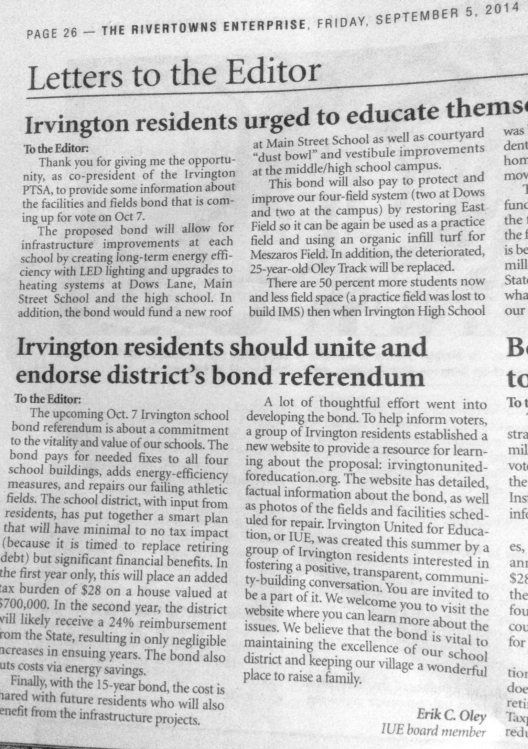 PAGE 26 — THE RIVERTOWNS ENTERPRISE, FRIDAY, SEPTEMBER 5, 2014
Letters to the Editor
Irvington residents urged to educate themse
To the Editor:
Thank you for giving me the opportu-
nity, as co-president of the Irvington
PTSA, to provide some information about
the facilities and fields bond that is com-
ing up for vote on Oct 7.
The proposed bond will allow for
infrastructure improvements at each
school by creating long-term energy effi-
ciency with LED lighting and upgrades to
heating systems at Dows Lane, Main
Street School and the high school. In
addition, the bond would fund a new roof
at Main Street School as well as courtyard
“dust bowl” and vestibule improvements
at the middle/high school campus.
This bond will also pay to protect and
improve our four-field system (two at Dows
and two at the campus) by restoring East
Field so it can be again be used as a practice
field and using an organic infill turf for
Meszaros Field. In addition, the deteriorated,
25-year-old Oley Track will be replaced.
There are 50 percent more students now
and less field space (a practice field was lost to
build IMS) then when Irvington High School
was
dent
hom
mov
T
fund
the t
the f
is be
mill
State
wha
our
Irvington residents should unite and
endorse district’s bond referendum
To the Editor:
The upcoming Oct. 7 Irvington school
bond referendum is about a commitment
to the vitality and value of our schools. The
bond pays for needed fixes to all four
school buildings, adds energy-efficiency
measures, and repairs our failing athletic
fields. The school district, with input from
residents, has put together a smart plan
that will have minimal to no tax impact
(because it is timed to replace retiring
debt) but significant financial benefits. In
the first year only, this will place an added
tax burden of $28 on a house valued at
$700,000. In the second year, the district
will likely receive a 24% reimbursement
from the State, resulting in only negligible
ncreases in ensuing years. The bond also
uts costs via energy savings.
Finally, with the 15-year bond, the cost is
hared with future residents who will also
enefit from the infrastructure projects.
A lot of thoughtful effort went into
developing the bond. To help inform voters,
a group of Irvington residents established a
new website to provide a resource for learn-
ing about the proposal: irvingtonunited-
foreducation.org. The website has detailed,
factual information about the bond, as well
as photos of the fields and facilities sched-
uled for repair. Irvington United for Educa-
tion, or IUE, was created this summer by a
group of Irvington residents interested in
fostering a positive, transparent, communi-
ty-building conversation. You are invited to
be a part of it. We welcome you to visit the
website where you can learn more about the
issues. We believe that the bond is vital to
maintaining the excellence of our school
district and keeping our village a wonderful
place to raise a family.
Erik C. Oley
IUE board member
Bo
to
To t
stra
mil
vote
the
Inst
info
es,
ann
$28
the
fou
cou
for
tion
doe
reti
Taxp
red